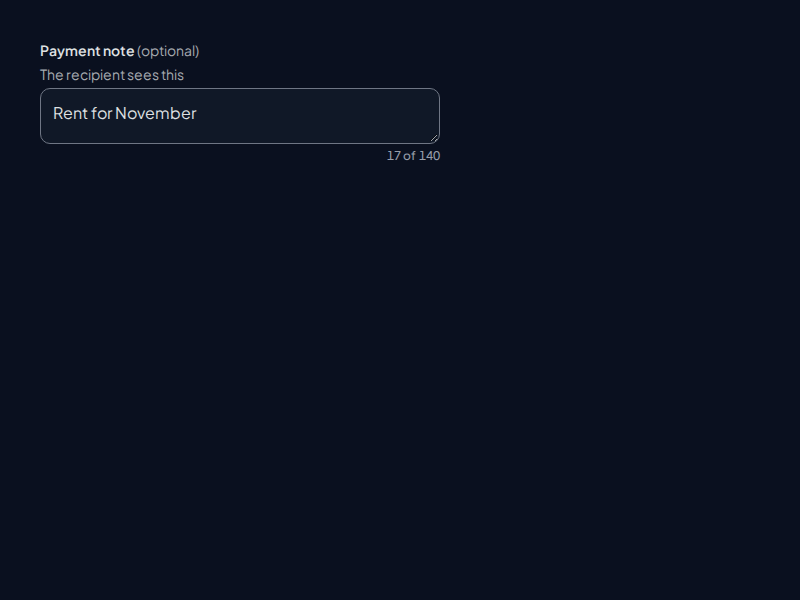 Payment note (optional)
The recipient sees this
Rent for November
17 of 140